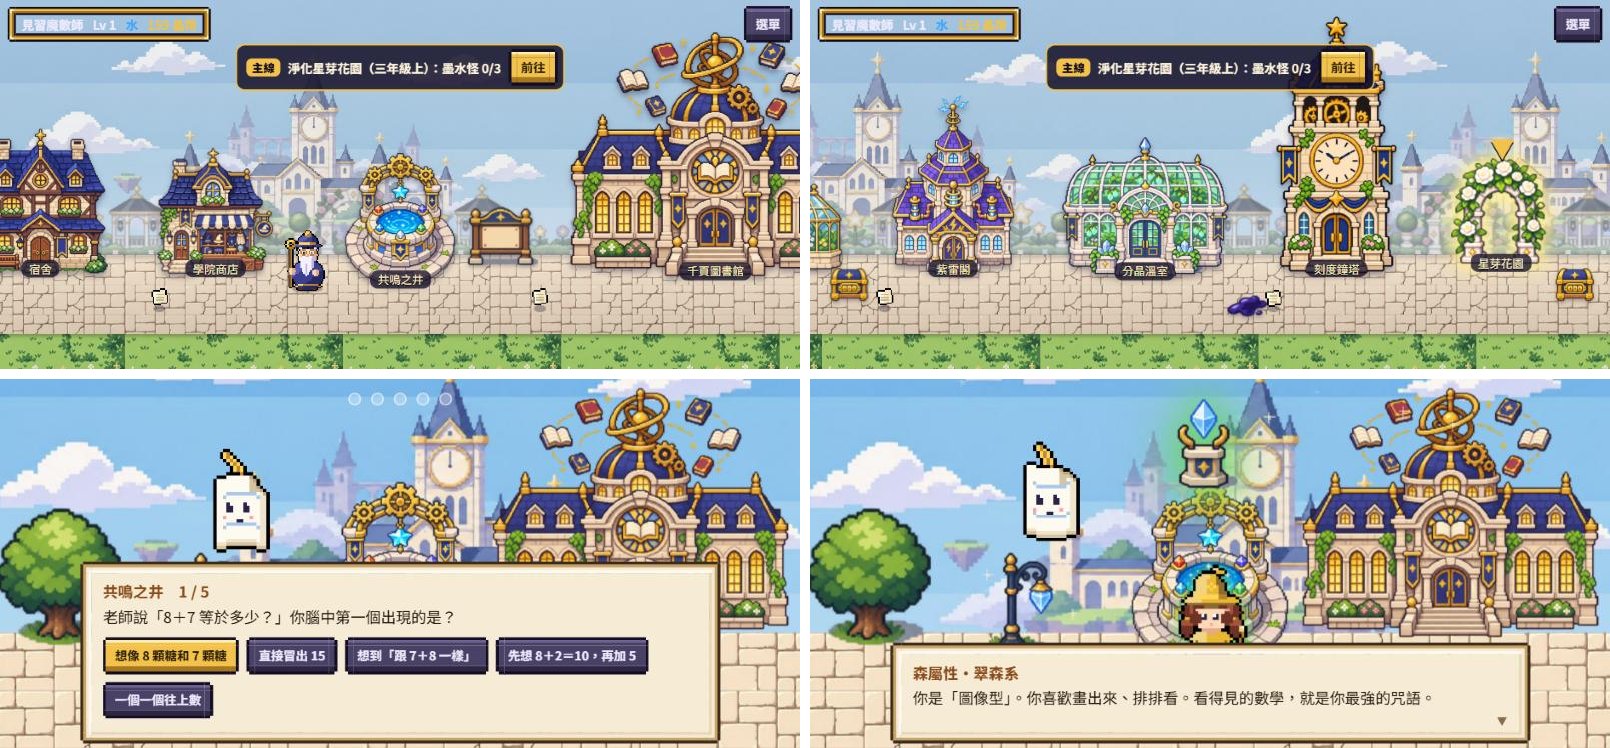 見習魔數師 Lv 1 水
選單
主線 淨化星芽花園（三年級上）：墨水怪 0/3 前往
宿舍
學院商店
共鳴之井
千頁圖書館
見習魔數師 Lv 1 水
選單
主線 淨化星芽花園（三年級上）：墨水怪 0/3 前往
紫雷閣
分晶溫室
刻度鐘塔
星芽花園
共鳴之井 1 / 5
老師說「8＋7 等於多少？」你腦中第一個出現的是？
想像 8 顆糖和 7 顆糖
直接冒出 15
想到「跟 7＋8 一樣」
先想 8＋2＝10，再加 5
一個一個往上數
森屬性・翠森系
你是「圖像型」。你喜歡畫出來、排排看。看得見的數學，就是你最強的咒語。